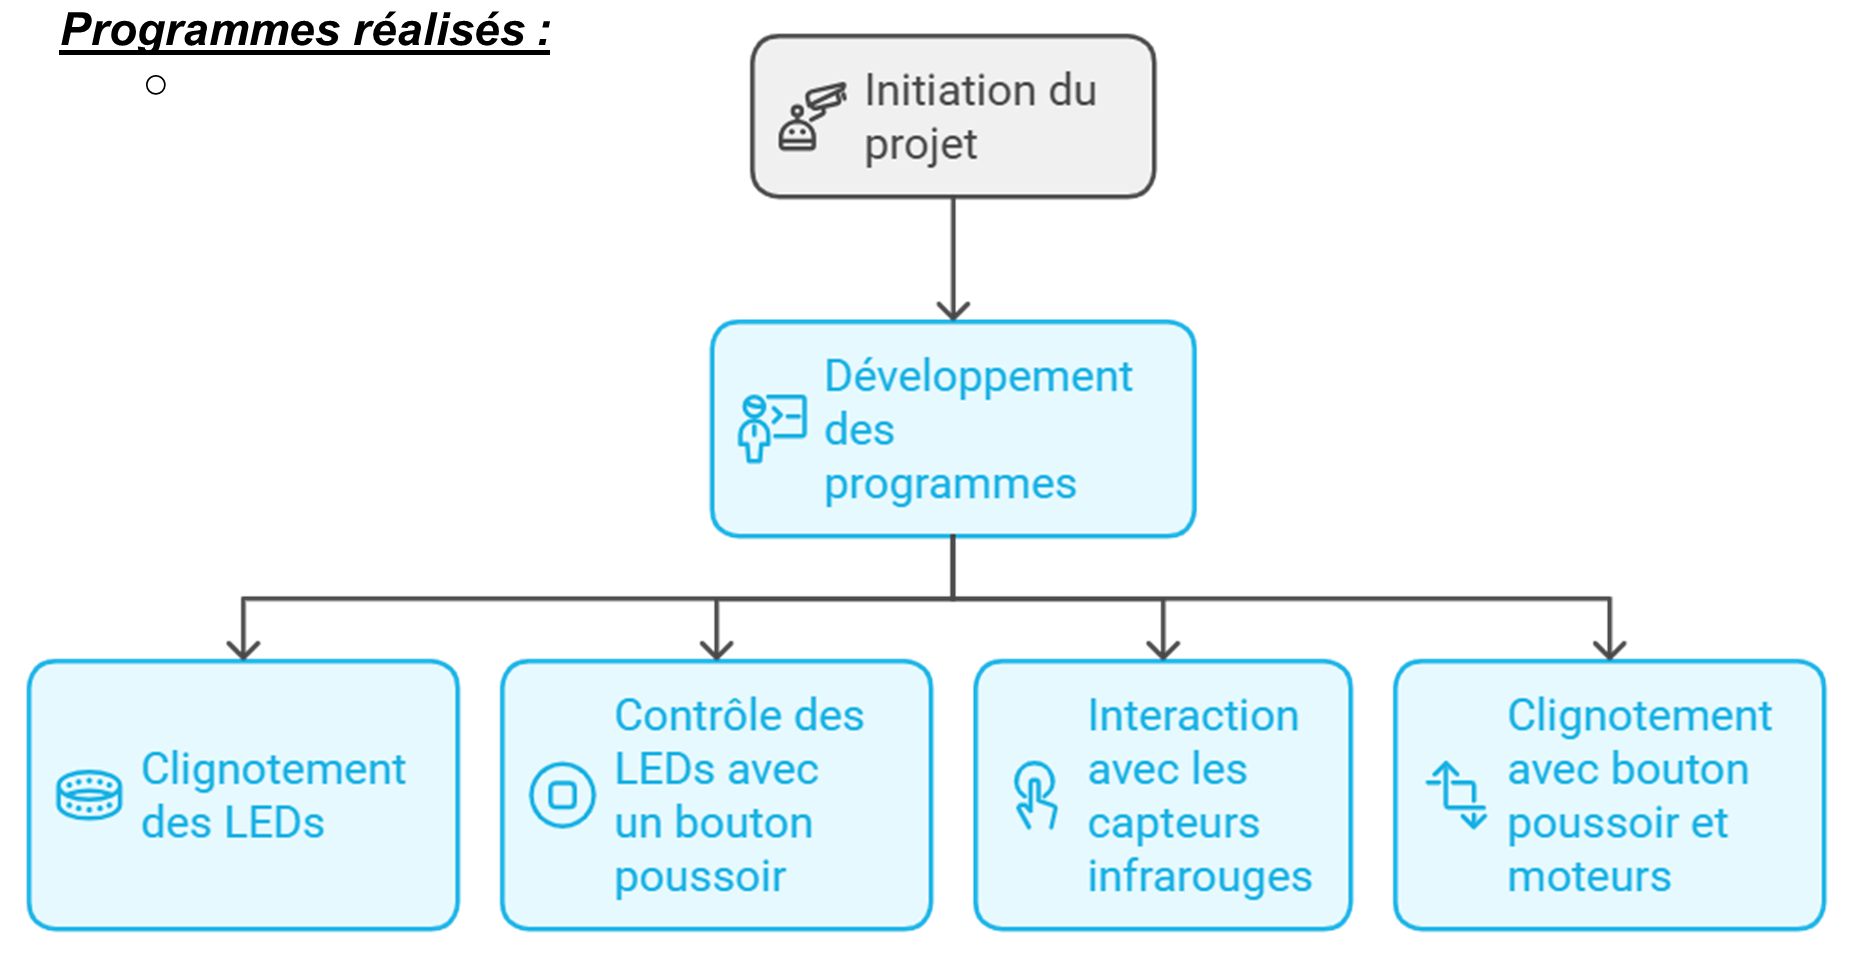 Programmes réalisés :
Initiation du
projet
Développement
des
programmes
Clignotement
des LEDs
Contrôle des
LEDs avec
un bouton
poussoir
Interaction
avec les
capteurs
infrarouges
Clignotement
avec bouton
poussoir et
moteurs